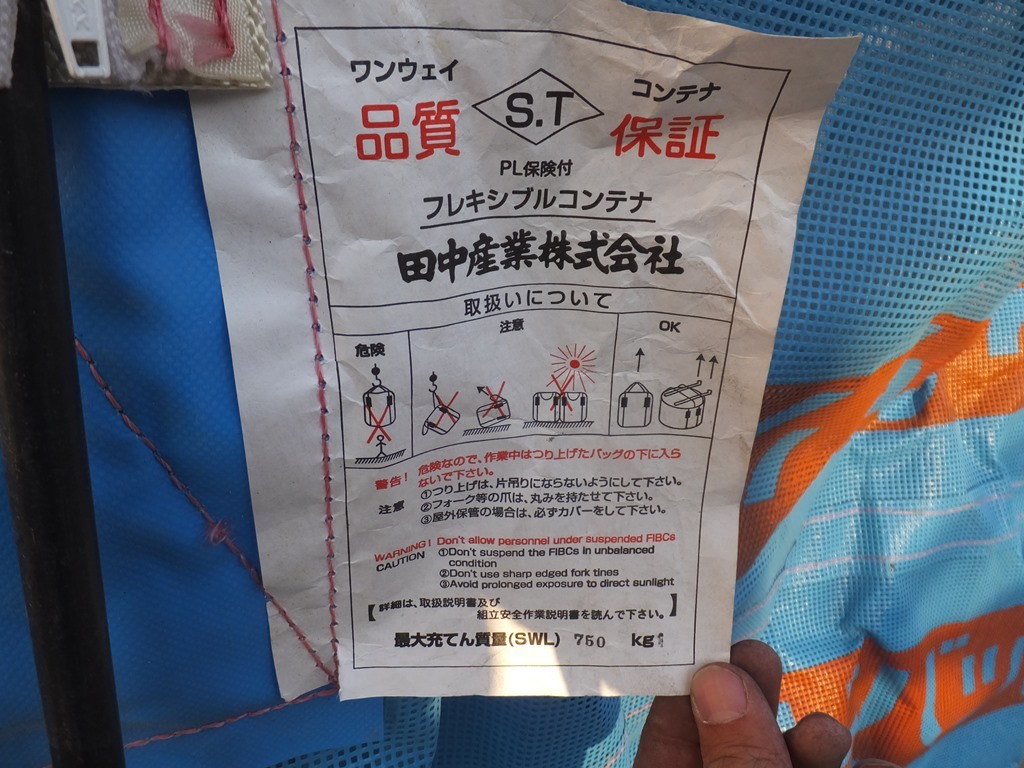 ワンウェイ S.T コンテナ
品質 保証
PL保険付
フレキシブルコンテナ
田中産業株式会社
取扱いについて
危険
注意
OK
警告! 危険なので、作業中はつり上げたバッグの下に入ら
ないで下さい。
注意 ①つり上げは、片吊りにならないようにして下さい。
②フォーク等の爪は、丸みを持たせて下さい。
③屋外保管の場合は、必ずカバーをして下さい。
WARNING! Don't allow personnel under suspended FIBCs
CAUTION ①Don't suspend the FIBCs in unbalanced
condition
②Don't use sharp edged fork tines
③Avoid prolonged exposure to direct sunlight
【詳細は、取扱説明書及び
組立安全作業説明書を読んで下さい。】
最大充てん質量(SWL) 750 kg